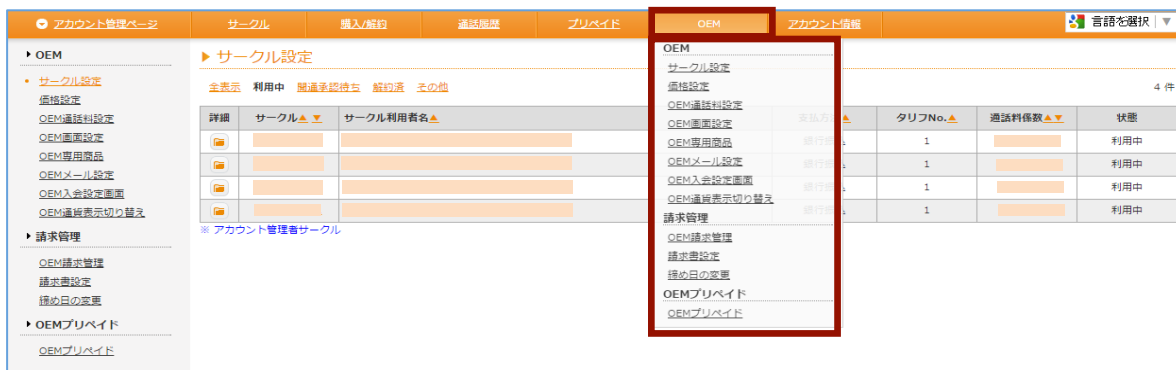 アカウント管理ページ サークル 購入/解約 通話履歴 プリペイド OEM アカウント情報 言語を選択 ▼
OEM
サークル設定
価格設定
OEM通話料設定
OEM画面設定
OEM専用商品
OEMメール設定
OEM入会設定画面
OEM通貨表示切り替え
請求管理
OEM請求管理
請求書設定
締め日の変更
OEMプリペイド
OEMプリペイド
サークル設定
全表示 利用中 開通承認待ち 解約済 その他
4 件
詳細 サークル▲▼ サークル利用者名▲ 支払方法▲ タリフNo.▲ 通話料係数▲▼ 状態
銀行振込 1 利用中
銀行振込 1 利用中
銀行振込 1 利用中
銀行振込 1 利用中
※ アカウント管理者サークル
OEM
サークル設定
価格設定
OEM通話料設定
OEM画面設定
OEM専用商品
OEMメール設定
OEM入会設定画面
OEM通貨表示切り替え
請求管理
OEM請求管理
請求書設定
締め日の変更
OEMプリペイド
OEMプリペイド